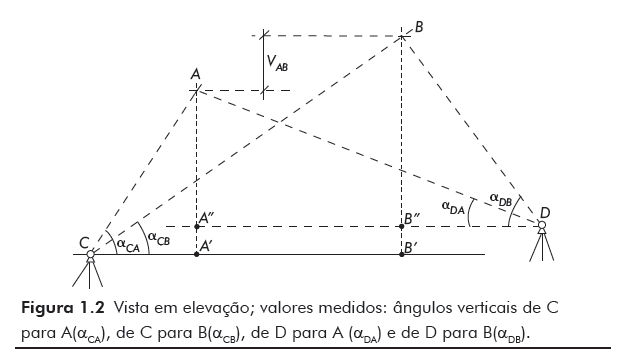 B
V_AB
A
α_DA α_DB
D
A″
B″
C
α_CA α_CB
A′
B′
Figura 1.2 Vista em elevação; valores medidos: ângulos verticais de C
para A(α_CA), de C para B(α_CB), de D para A (α_DA) e de D para B(α_DB).